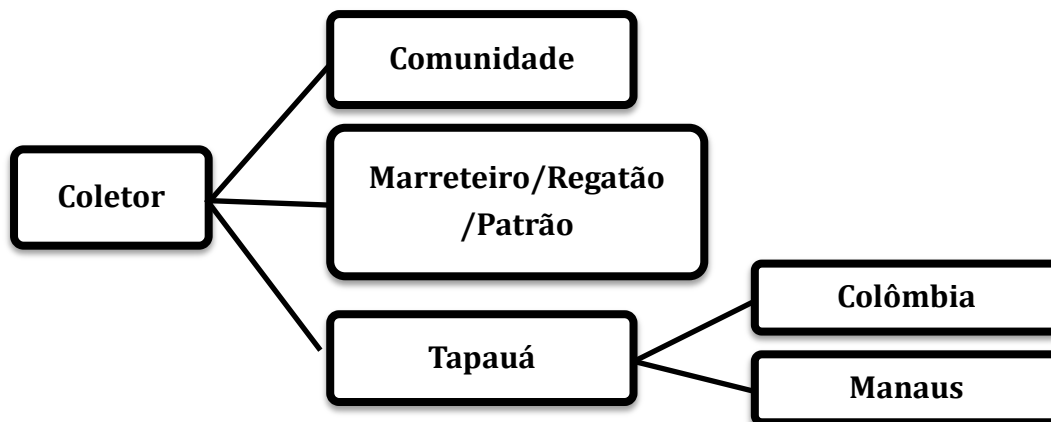 Comunidade
Coletor
Marreteiro/Regatão
/Patrão
Tapauá
Colômbia
Manaus